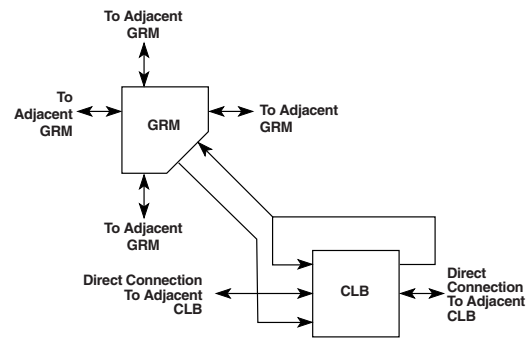 To Adjacent
GRM
To
Adjacent
GRM
GRM
To Adjacent
GRM
To Adjacent
GRM
Direct Connection
To Adjacent
CLB
CLB
Direct
Connection
To Adjacent
CLB